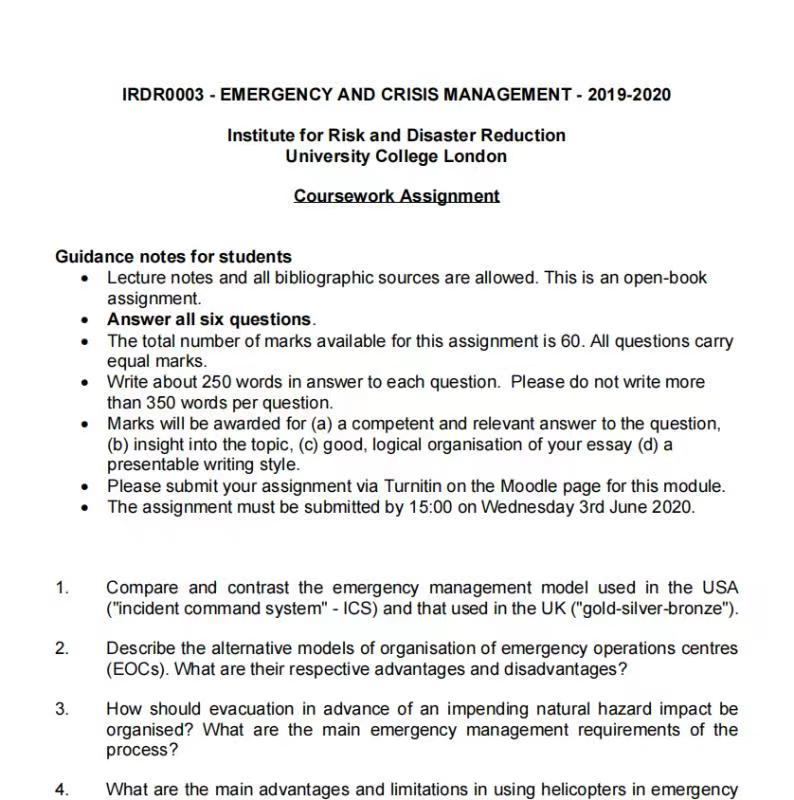 IRDR0003 - EMERGENCY AND CRISIS MANAGEMENT - 2019-2020
Institute for Risk and Disaster Reduction
University College London
Coursework Assignment
Guidance notes for students
• Lecture notes and all bibliographic sources are allowed. This is an open-book
assignment.
• Answer all six questions.
• The total number of marks available for this assignment is 60. All questions carry
equal marks.
• Write about 250 words in answer to each question.  Please do not write more
than 350 words per question.
• Marks will be awarded for (a) a competent and relevant answer to the question,
(b) insight into the topic, (c) good, logical organisation of your essay (d) a
presentable writing style.
• Please submit your assignment via Turnitin on the Moodle page for this module.
• The assignment must be submitted by 15:00 on Wednesday 3rd June 2020.
1. Compare and contrast the emergency management model used in the USA
("incident command system" - ICS) and that used in the UK ("gold-silver-bronze").
2. Describe the alternative models of organisation of emergency operations centres
(EOCs). What are their respective advantages and disadvantages?
3. How should evacuation in advance of an impending natural hazard impact be
organised? What are the main emergency management requirements of the
process?
4. What are the main advantages and limitations in using helicopters in emergency